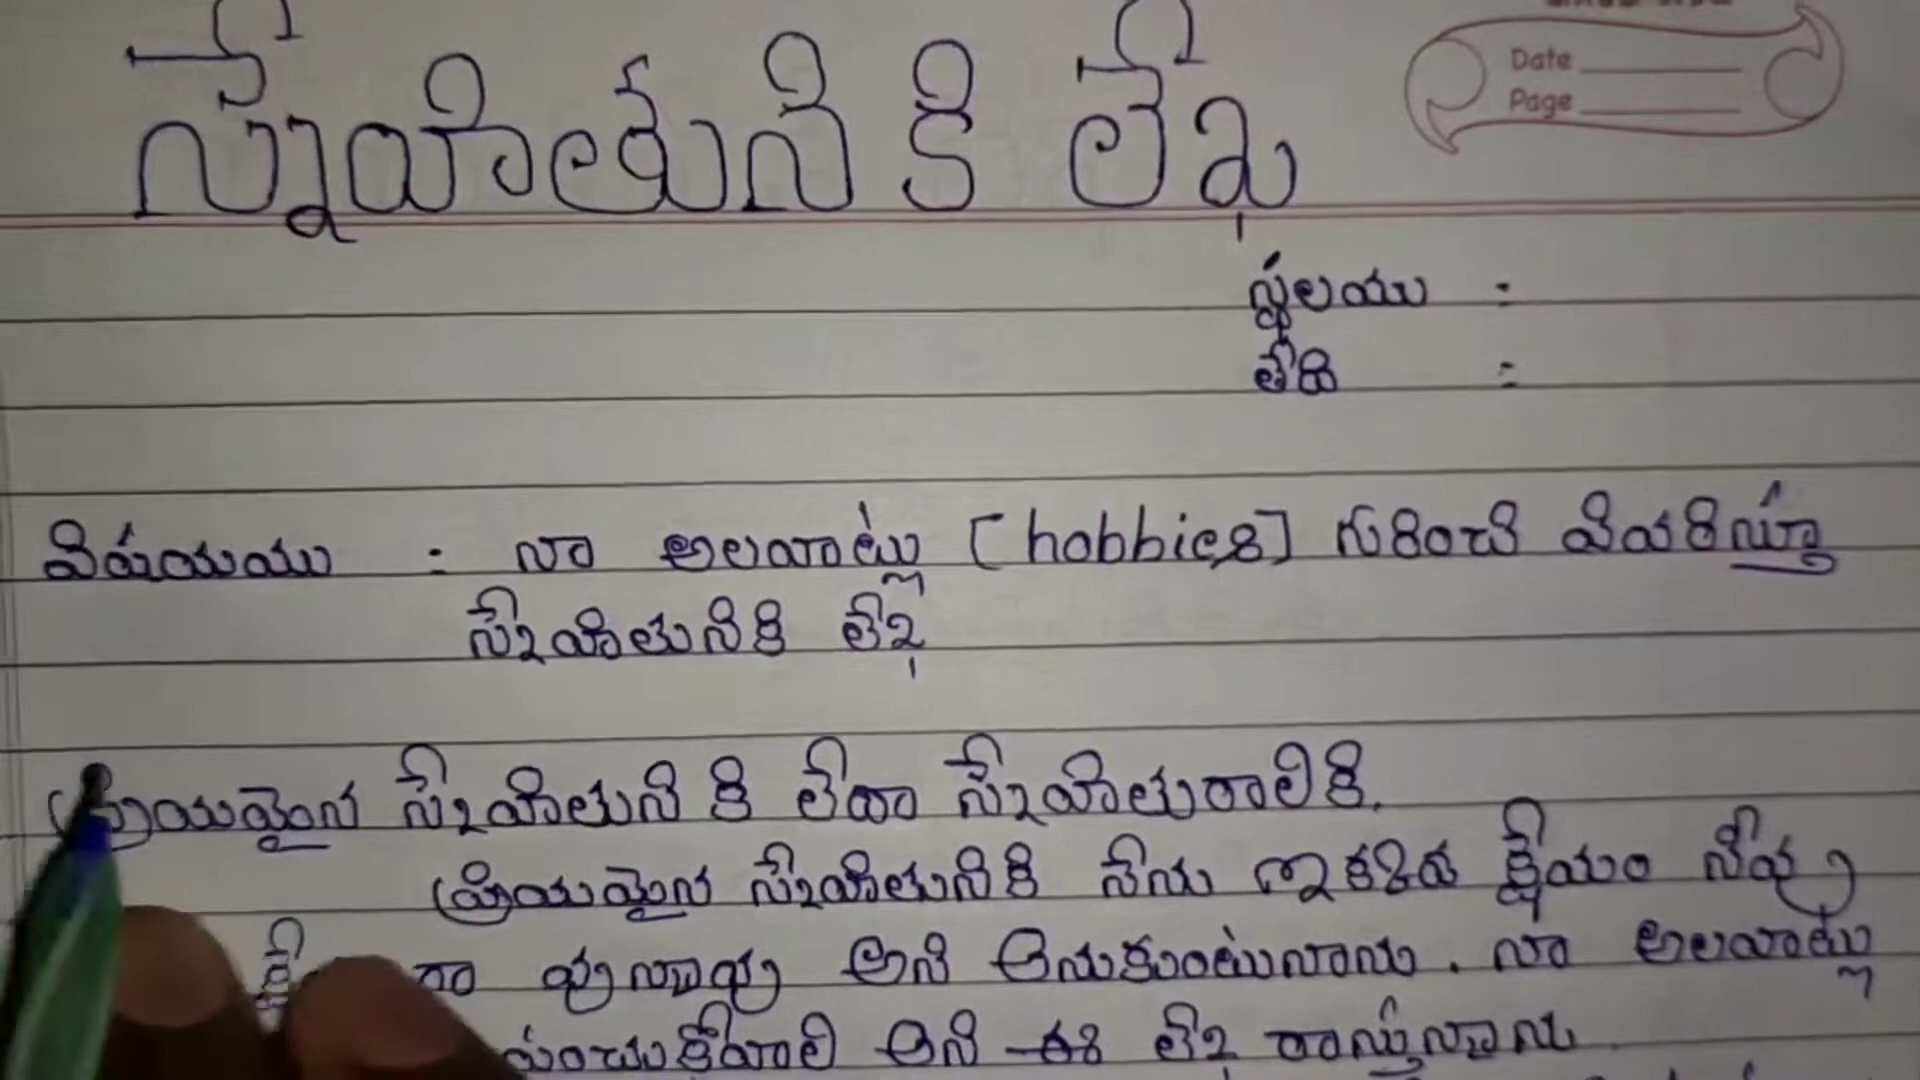 స్నేహితునికి లేఖ
Date
Page
స్థలము :
తేది :
విషయము : నా అలవాట్లు [hobbies] గురించి వివరిస్తూ
స్నేహితునికి లేఖ
ప్రియమైన స్నేహితునికి లేదా స్నేహితురాలికి.
ప్రియమైన స్నేహితునికి నేను ఇక్కడ క్షేమం నీవు
రా వున్నావు అని అనుకుంటున్నాను. నా అలవాట్లు
పంచుకోవాలి అని ఈ లేఖ రాస్తున్నాను